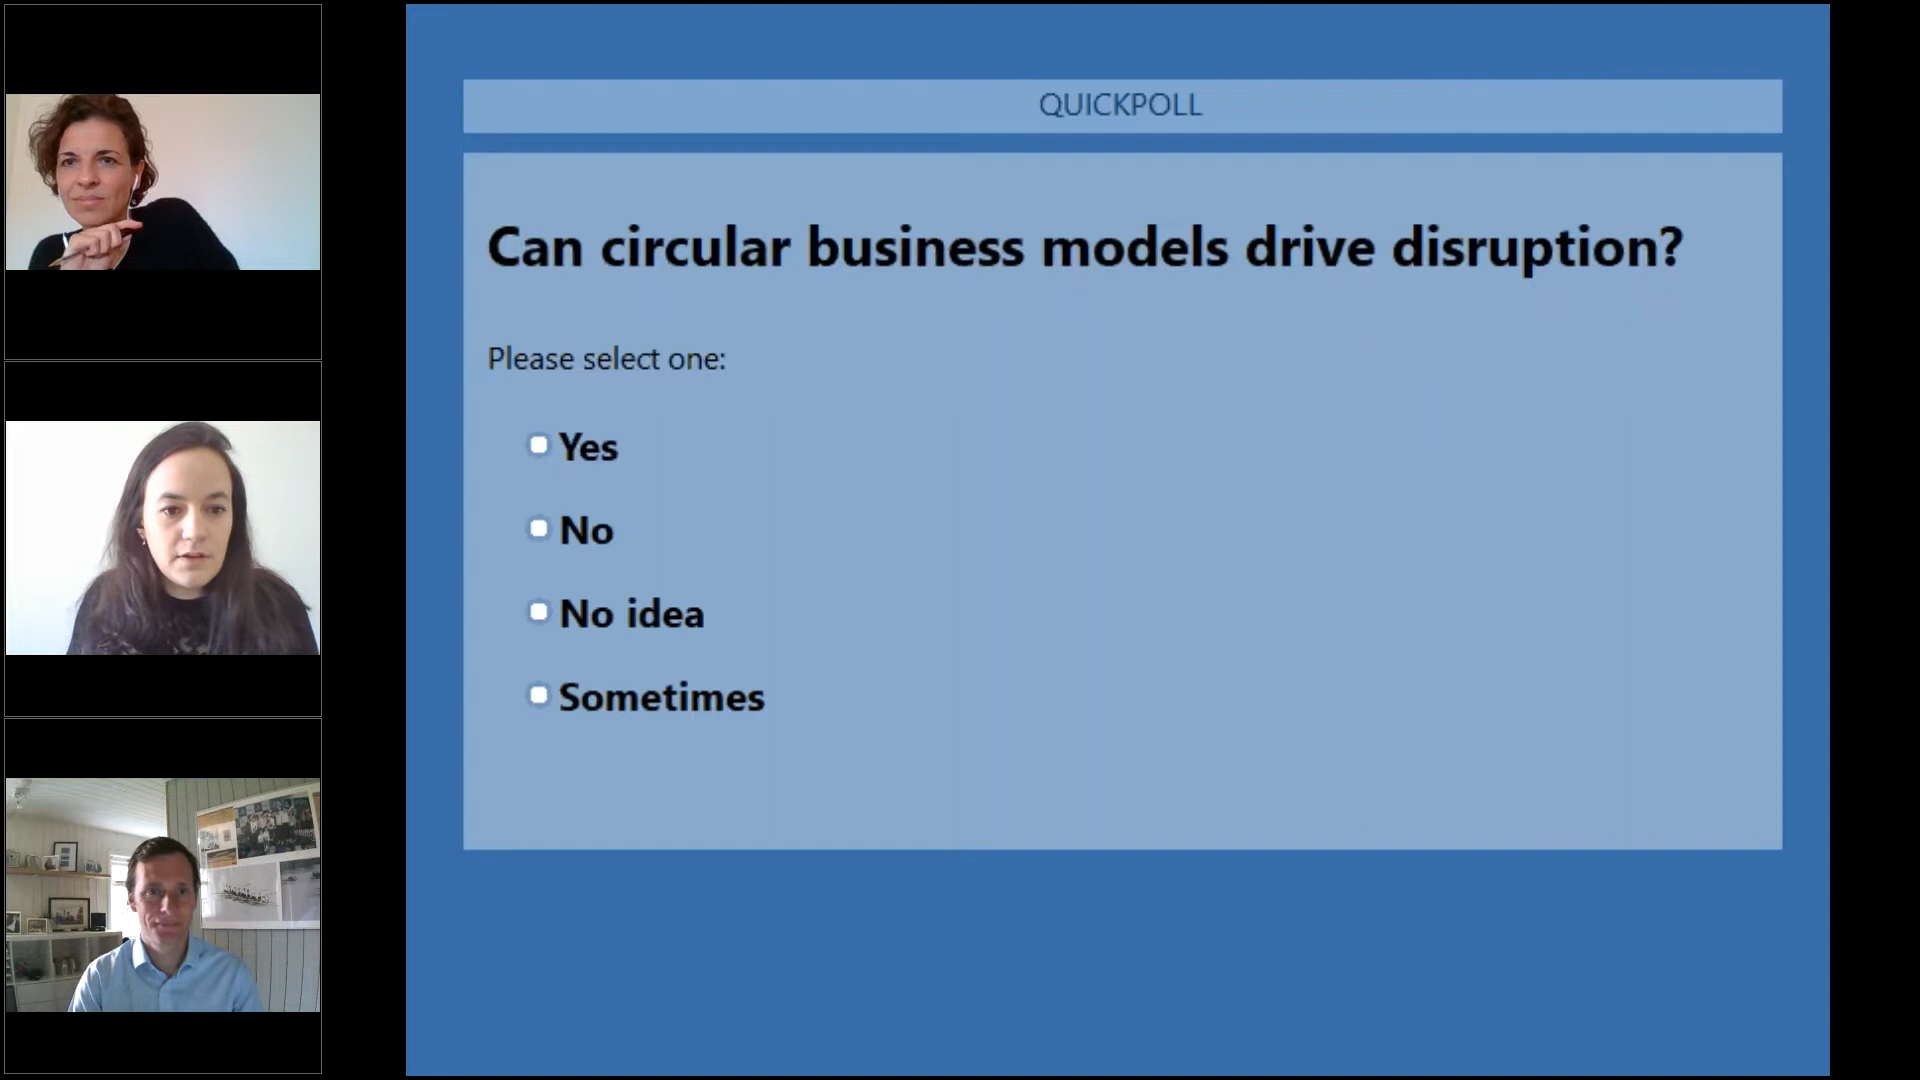 QUICKPOLL
Can circular business models drive disruption?
Please select one:
Yes
No
No idea
Sometimes